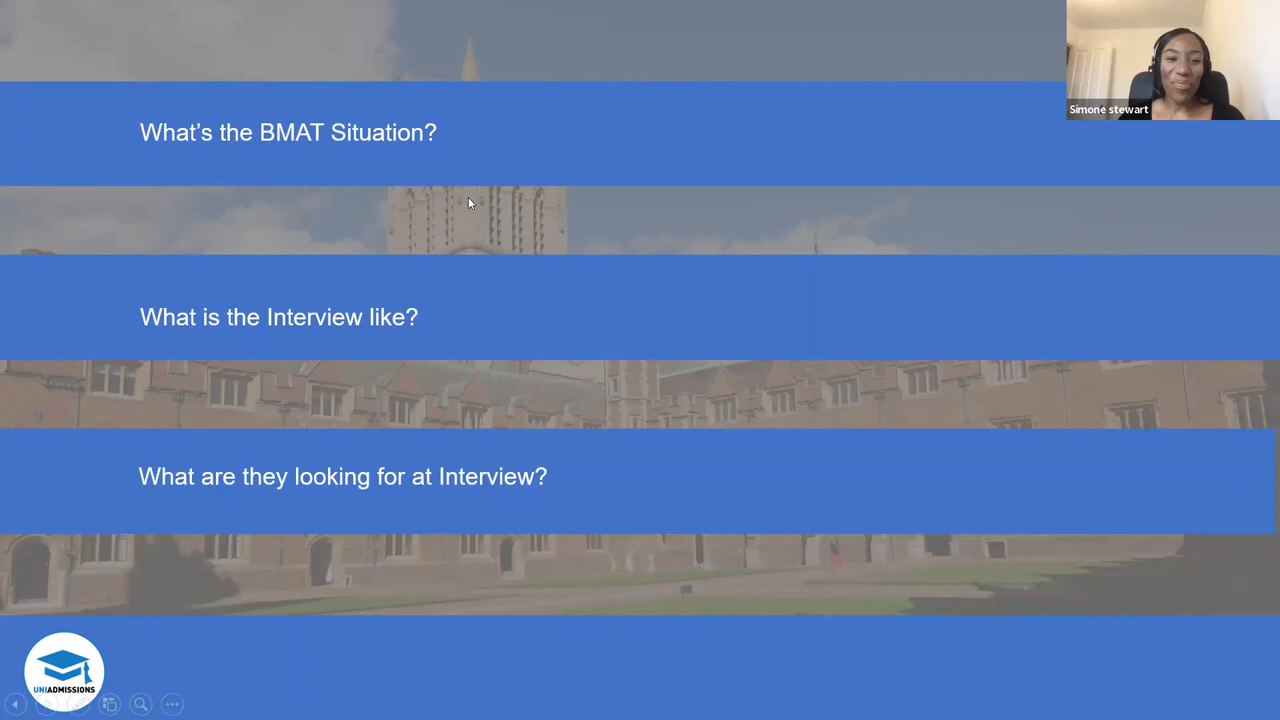 Simone stewart
What's the BMAT Situation?
What is the Interview like?
What are they looking for at Interview?
UNIADMISSIONS